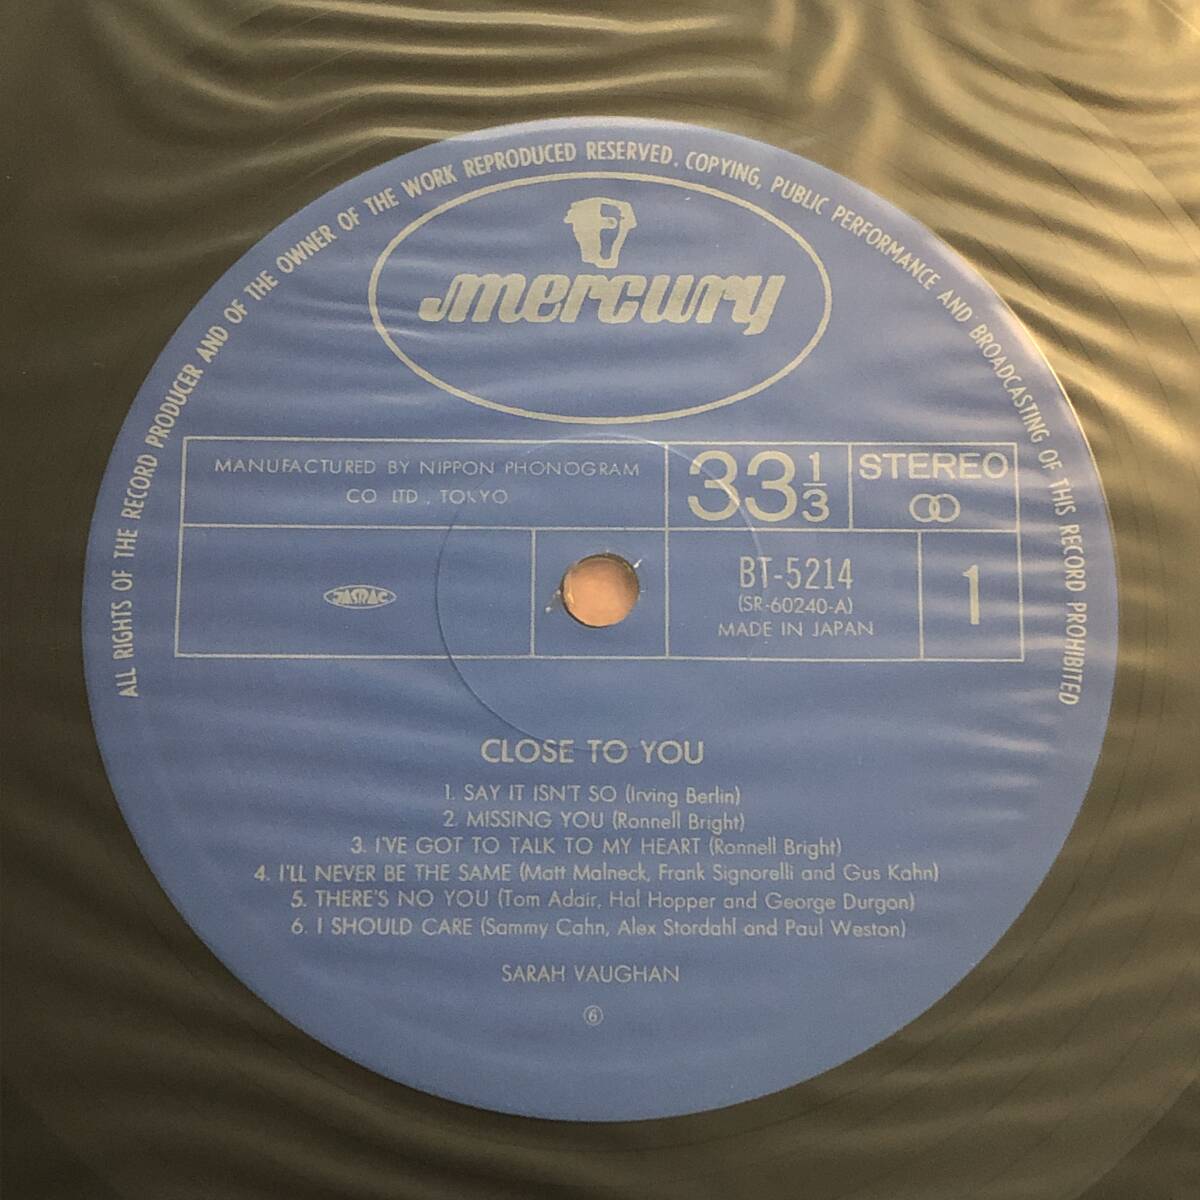 ALL RIGHTS OF THE RECORD PRODUCER AND OF THE OWNER OF THE WORK REPRODUCED RESERVED. COPYING, PUBLIC PERFORMANCE AND BROADCASTING OF THIS RECORD PROHIBITED
mercury
MANUFACTURED BY NIPPON PHONOGRAM
CO LTD., TOKYO
33 1/3
STEREO
JASRAC
BT-5214
(SR-60240-A)
MADE IN JAPAN
1
CLOSE TO YOU
1. SAY IT ISN'T SO (Irving Berlin)
2. MISSING YOU (Ronnell Bright)
3. I'VE GOT TO TALK TO MY HEART (Ronnell Bright)
4. I'LL NEVER BE THE SAME (Matt Malneck, Frank Signorelli and Gus Kahn)
5. THERE'S NO YOU (Tom Adair, Hal Hopper and George Durgon)
6. I SHOULD CARE (Sammy Cahn, Alex Stordahl and Paul Weston)
SARAH VAUGHAN
⑥